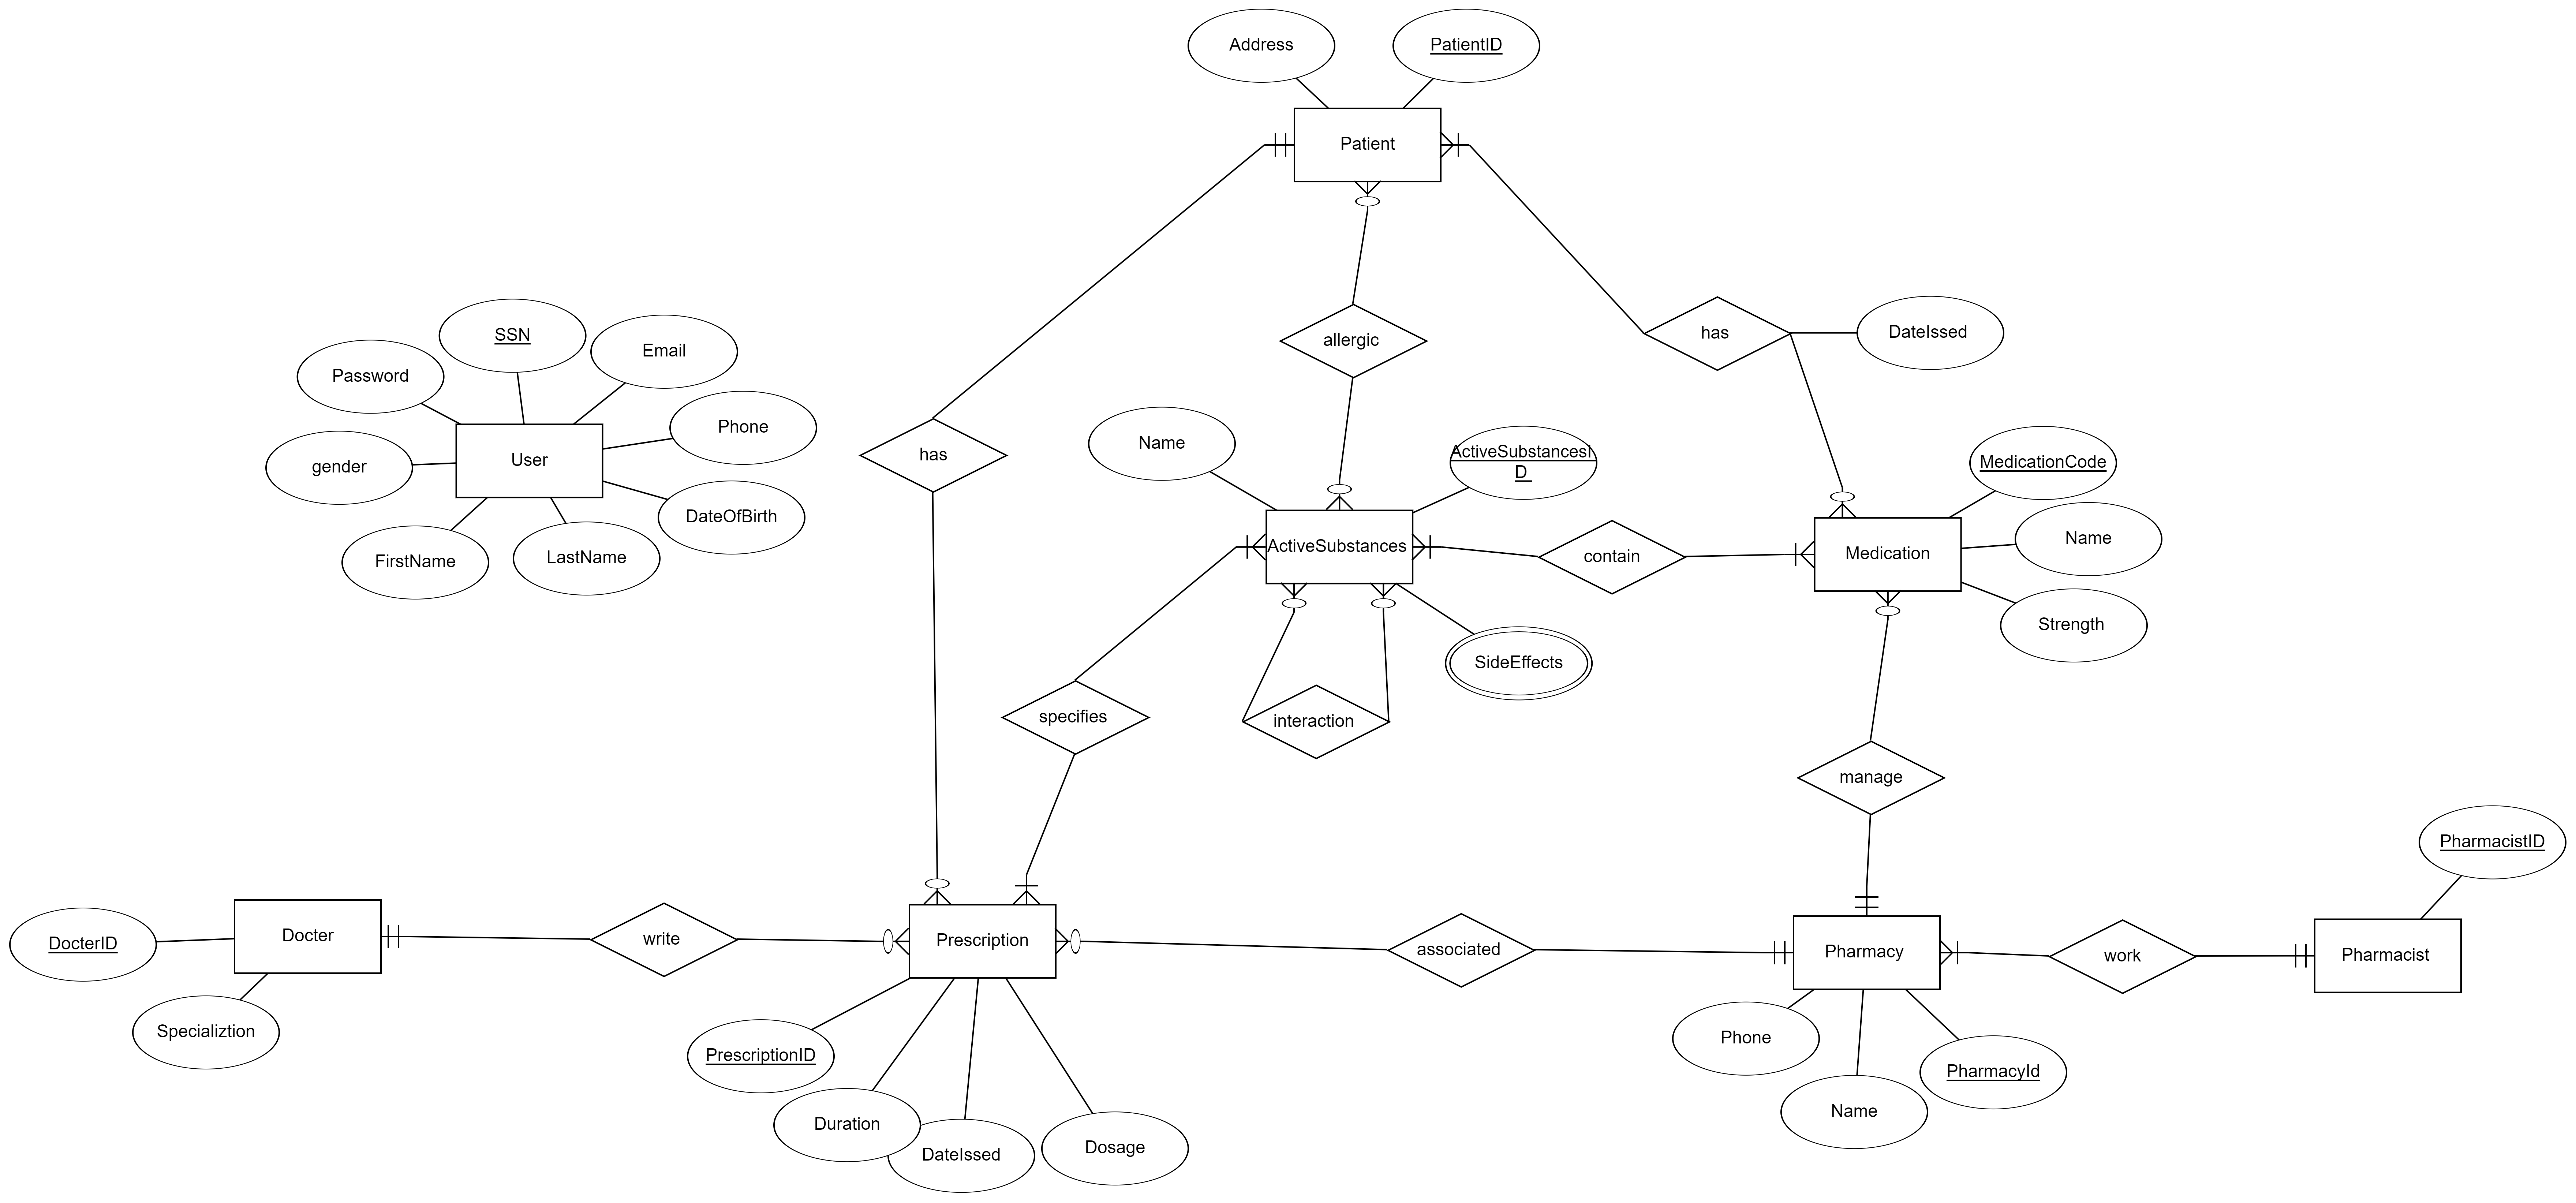 Address
PatientID
Patient
SSN
Email
Password
Phone
gender
User
DateOfBirth
FirstName
LastName
allergic
has
DateIssed
has
Name
ActiveSubstancesI
D
MedicationCode
Name
Strength
ActiveSubstances
contain
Medication
SideEffects
specifies
interaction
manage
PharmacistID
DocterID
Docter
write
Prescription
associated
Pharmacy
work
Pharmacist
Specializtion
PrescriptionID
Duration
DateIssed
Dosage
Phone
Name
PharmacyId